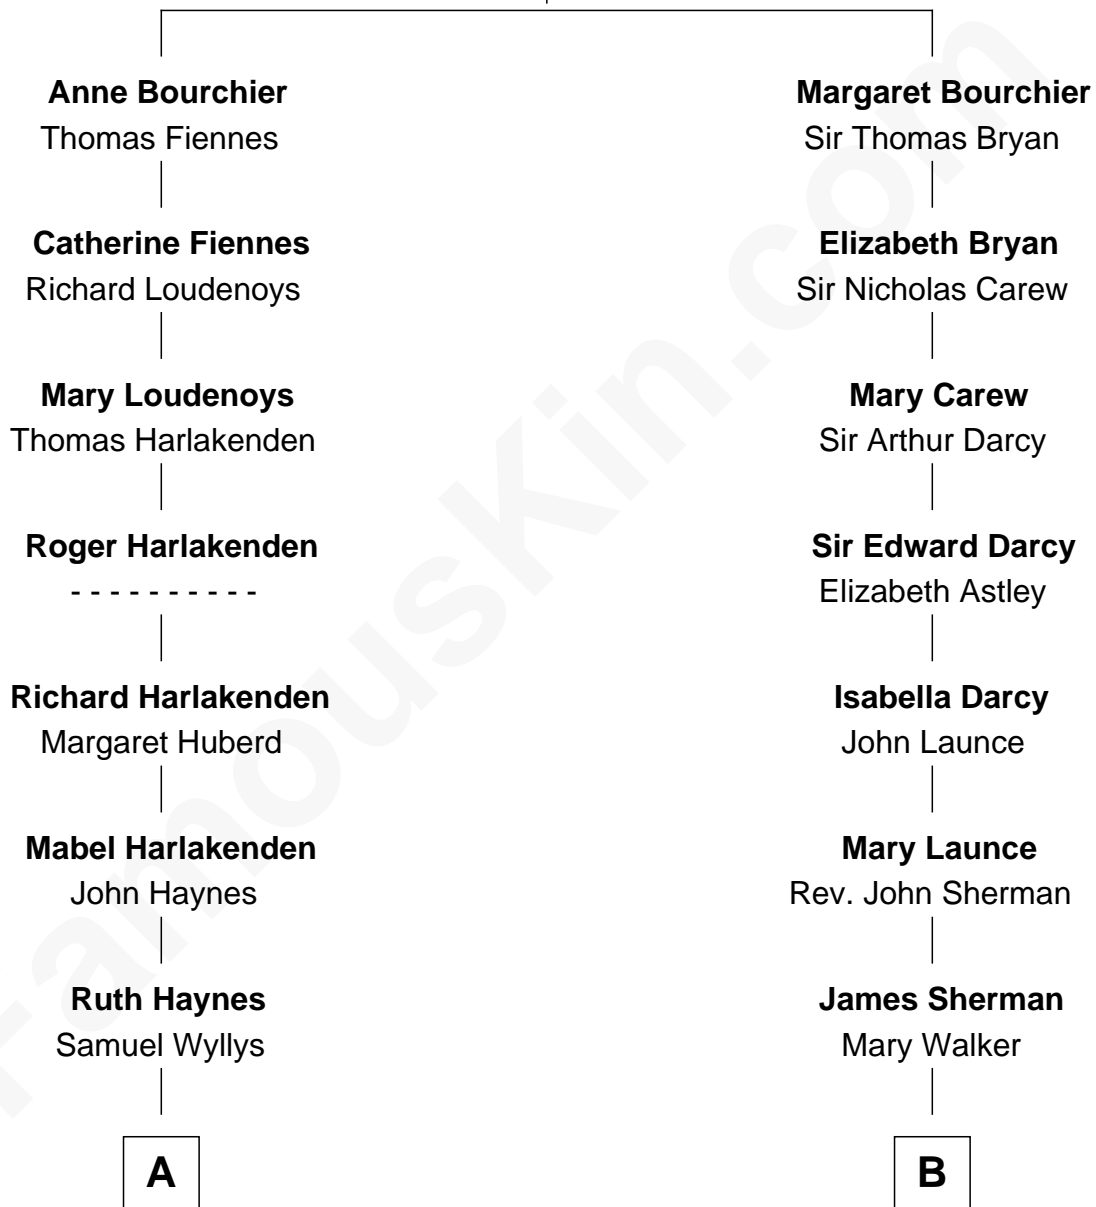 Anne Bourchier
Thomas Fiennes
Catherine Fiennes
Richard Loudenoys
Mary Loudenoys
Thomas Harlakenden
Roger Harlakenden
- - - - - - - - - -
Richard Harlakenden
Margaret Huberd
Mabel Harlakenden
John Haynes
Ruth Haynes
Samuel Wyllys
A
Margaret Bourchier
Sir Thomas Bryan
Elizabeth Bryan
Sir Nicholas Carew
Mary Carew
Sir Arthur Darcy
Sir Edward Darcy
Elizabeth Astley
Isabella Darcy
John Launce
Mary Launce
Rev. John Sherman
James Sherman
Mary Walker
B
FamousKin.com